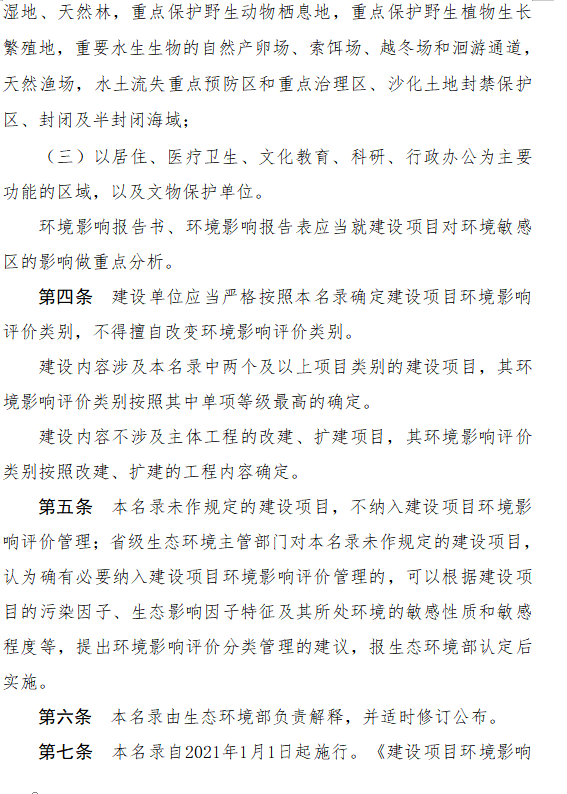 湿地、天然林，重点保护野生动物栖息地，重点保护野生植物生长
繁殖地，重要水生生物的自然产卵场、索饵场、越冬场和洄游通道，
天然渔场，水土流失重点预防区和重点治理区、沙化土地封禁保护
区、封闭及半封闭海域；
（三）以居住、医疗卫生、文化教育、科研、行政办公为主要
功能的区域，以及文物保护单位。
环境影响报告书、环境影响报告表应当就建设项目对环境敏感
区的影响做重点分析。
第四条 建设单位应当严格按照本名录确定建设项目环境影响
评价类别，不得擅自改变环境影响评价类别。
建设内容涉及本名录中两个及以上项目类别的建设项目，其环
境影响评价类别按照其中单项等级最高的确定。
建设内容不涉及主体工程的改建、扩建项目，其环境影响评价
类别按照改建、扩建的工程内容确定。
第五条 本名录未作规定的建设项目，不纳入建设项目环境影
响评价管理；省级生态环境主管部门对本名录未作规定的建设项目，
认为确有必要纳入建设项目环境影响评价管理的，可以根据建设项
目的污染因子、生态影响因子特征及其所处环境的敏感性质和敏感
程度等，提出环境影响评价分类管理的建议，报生态环境部认定后
实施。
第六条 本名录由生态环境部负责解释，并适时修订公布。
第七条 本名录自2021年1月1日起施行。《建设项目环境影响